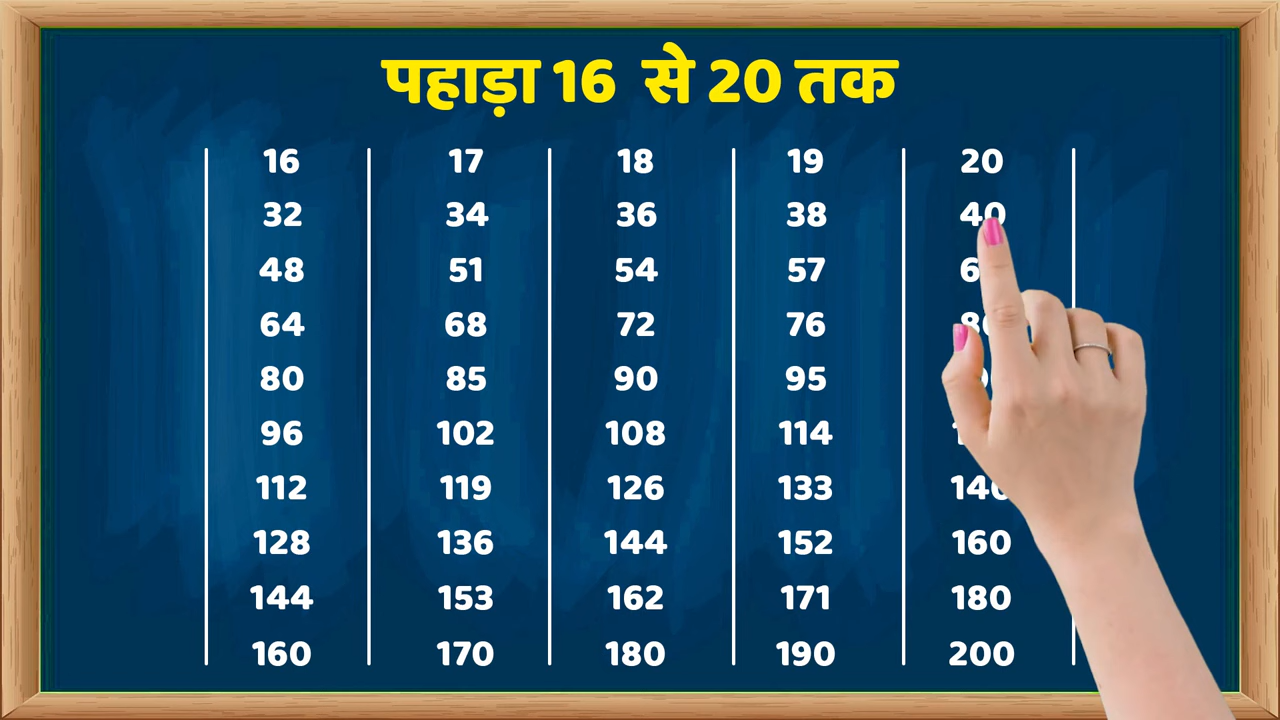 पहाड़ा 16 से 20 तक
16 17 18 19 20
32 34 36 38 40
48 51 54 57
64 68 72 76
80 85 90 95
96 102 108 114
112 119 126 133
128 136 144 152 160
144 153 162 171 180
160 170 180 190 200